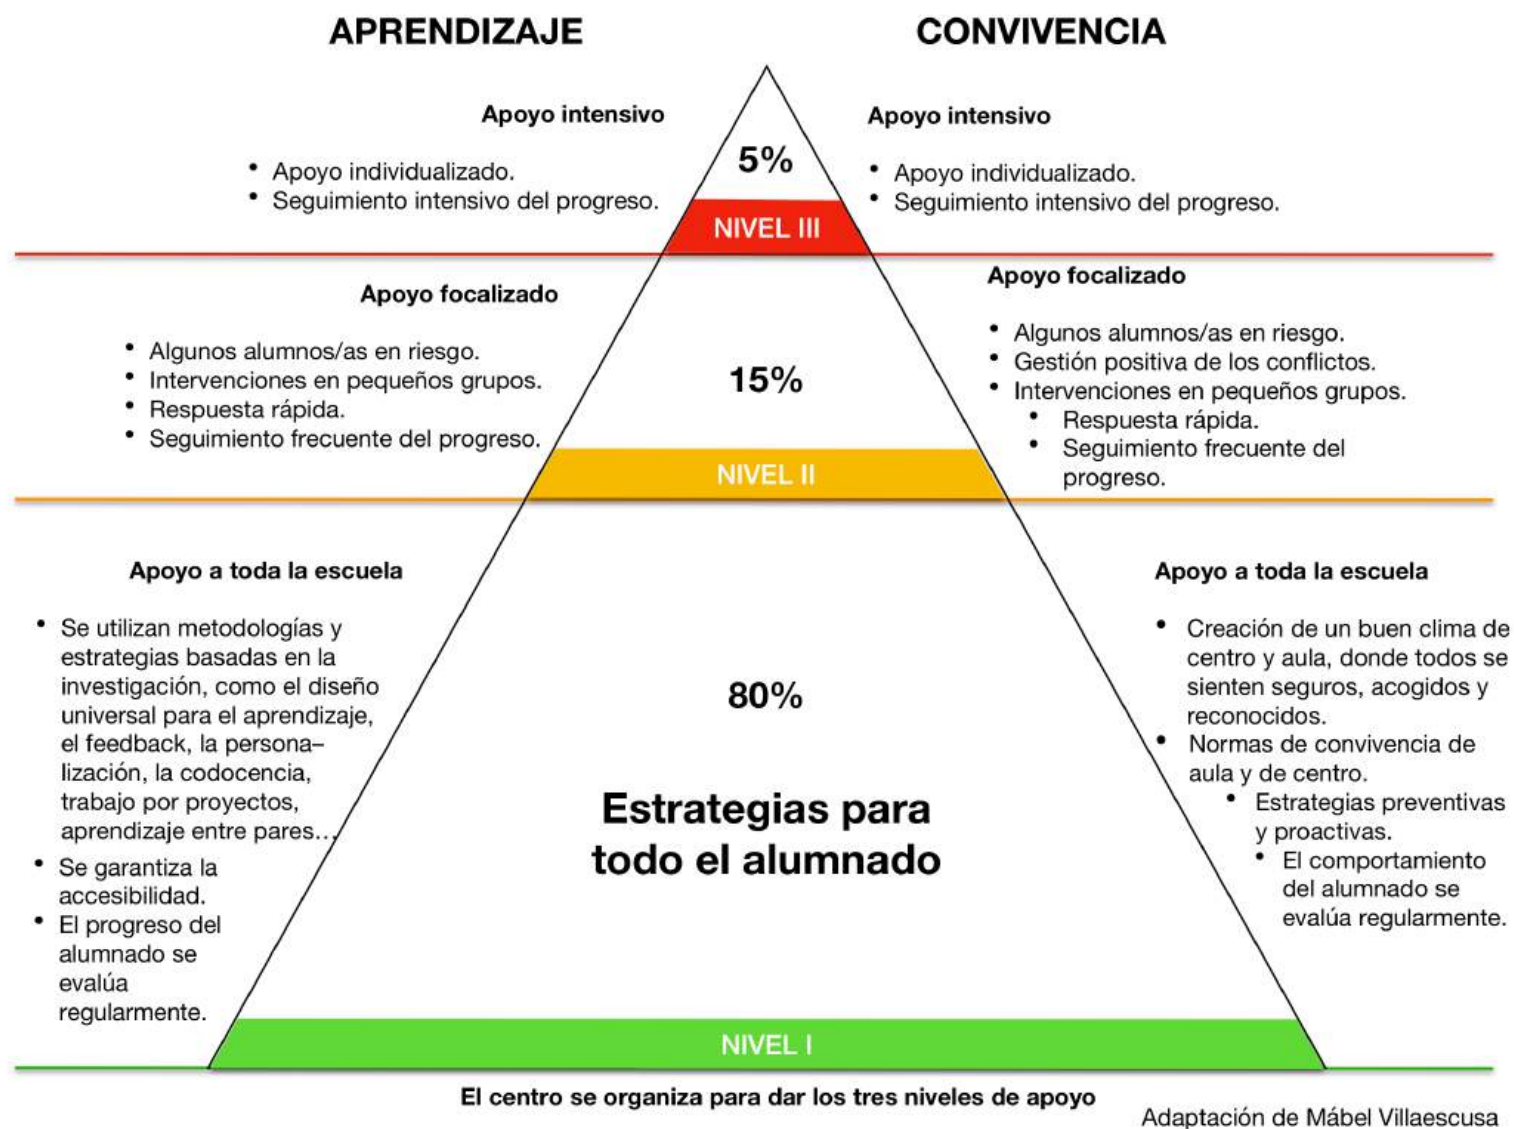 APRENDIZAJE
CONVIVENCIA
Apoyo intensivo
• Apoyo individualizado.
• Seguimiento intensivo del progreso.
5%
NIVEL III
Apoyo intensivo
• Apoyo individualizado.
• Seguimiento intensivo del progreso.
Apoyo focalizado
• Algunos alumnos/as en riesgo.
• Intervenciones en pequeños grupos.
• Respuesta rápida.
• Seguimiento frecuente del progreso.
15%
NIVEL II
Apoyo focalizado
• Algunos alumnos/as en riesgo.
• Gestión positiva de los conflictos.
• Intervenciones en pequeños grupos.
• Respuesta rápida.
• Seguimiento frecuente del
progreso.
Apoyo a toda la escuela
• Se utilizan metodologías y
estrategias basadas en la
investigación, como el diseño
universal para el aprendizaje,
el feedback, la persona–
lización, la codocencia,
trabajo por proyectos,
aprendizaje entre pares…
• Se garantiza la
accesibilidad.
• El progreso del
alumnado se
evalúa
regularmente.
80%
Estrategias para
todo el alumnado
NIVEL I
Apoyo a toda la escuela
• Creación de un buen clima de
centro y aula, donde todos se
sienten seguros, acogidos y
reconocidos.
• Normas de convivencia de
aula y de centro.
• Estrategias preventivas
y proactivas.
• El comportamiento
del alumnado se
evalúa regularmente.
El centro se organiza para dar los tres niveles de apoyo
Adaptación de Mábel Villaescusa